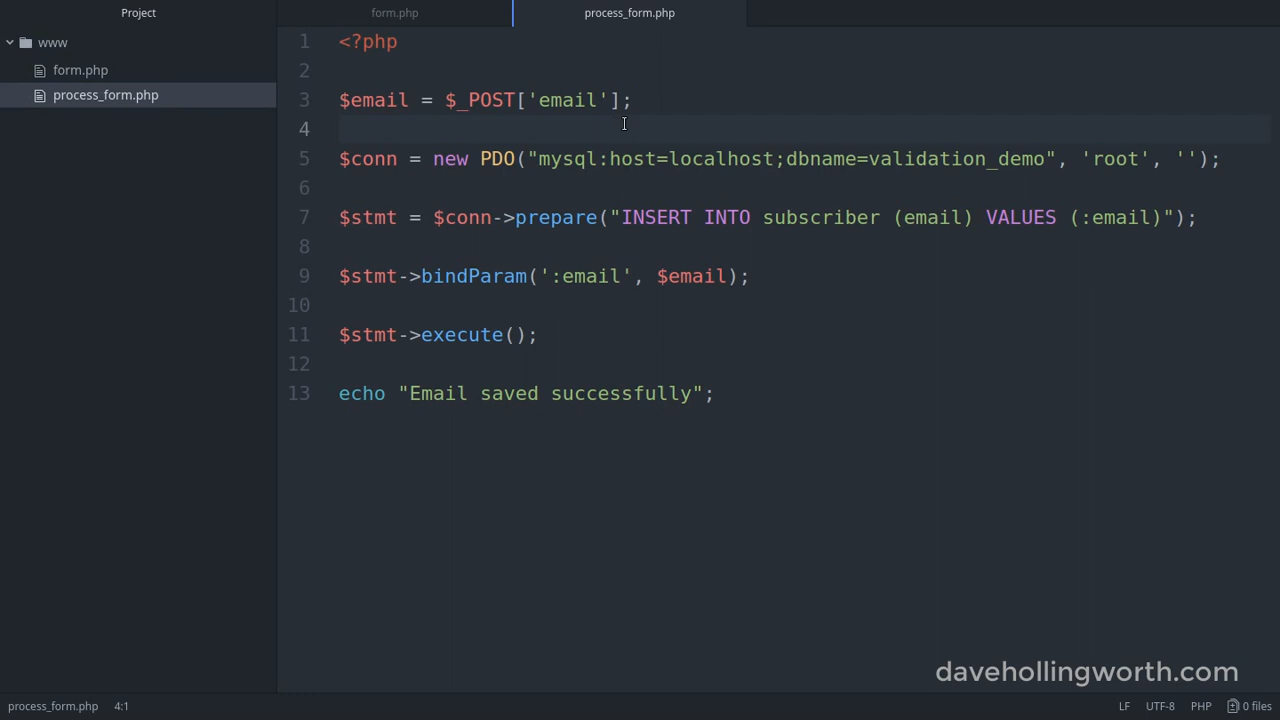 Project
form.php
process_form.php
www
form.php
process_form.php
1 <?php
2
3 $email = $_POST['email'];
4
5 $conn = new PDO("mysql:host=localhost;dbname=validation_demo", 'root', '');
6
7 $stmt = $conn->prepare("INSERT INTO subscriber (email) VALUES (:email)");
8
9 $stmt->bindParam(':email', $email);
10
11 $stmt->execute();
12
13 echo "Email saved successfully";
davehollingworth.com
process_form.php 4:1
LF UTF-8 PHP 0 files